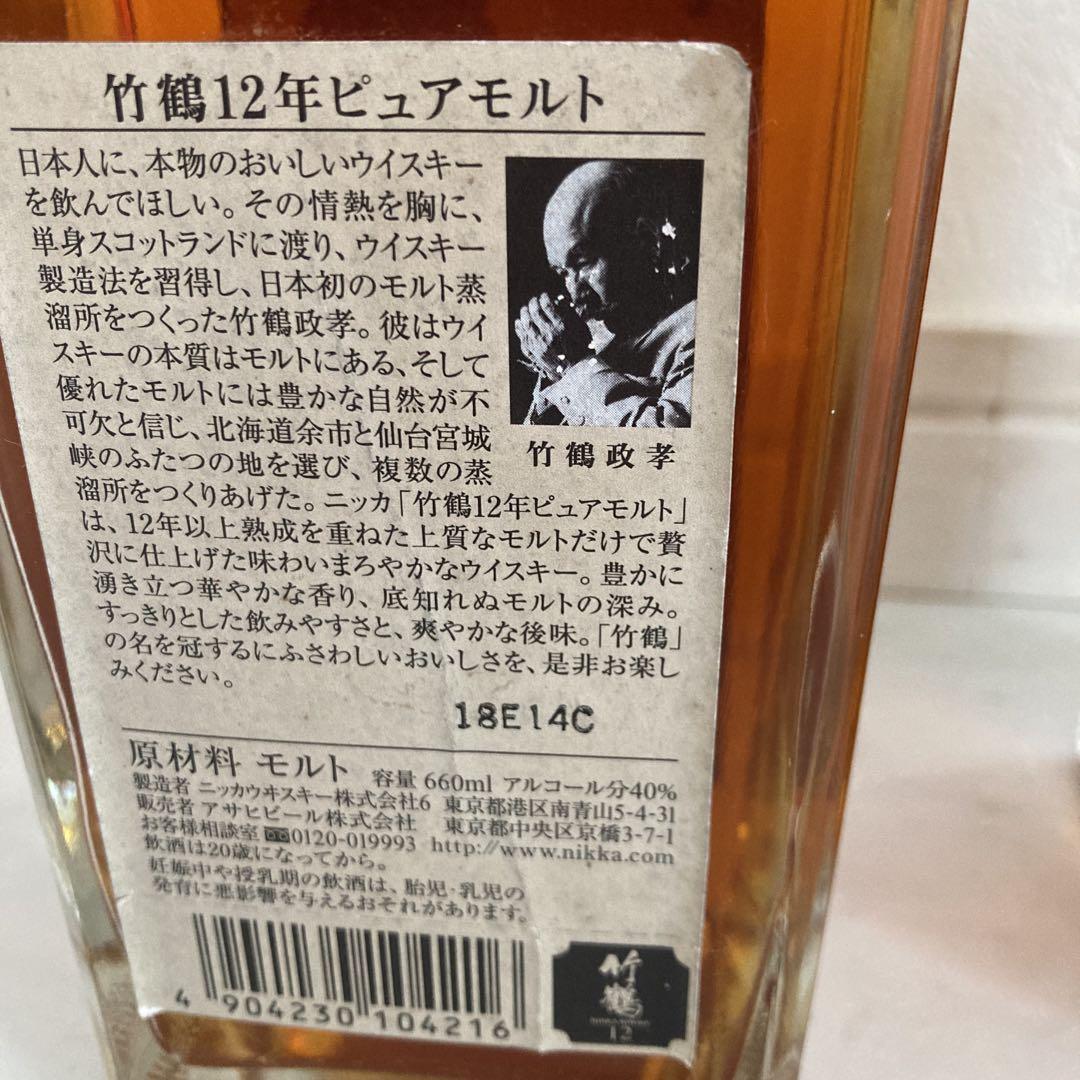 竹鶴12年ピュアモルト
日本人に、本物のおいしいウイスキー
を飲んでほしい。その情熱を胸に、
単身スコットランドに渡り、ウイスキー
製造法を習得し、日本初のモルト蒸
溜所をつくった竹鶴政孝。彼はウイ
スキーの本質はモルトにある、そして
優れたモルトには豊かな自然が不
可欠と信じ、北海道余市と仙台宮城
峡のふたつの地を選び、複数の蒸
溜所をつくりあげた。ニッカ「竹鶴12年ピュアモルト」
は、12年以上熟成を重ねた上質なモルトだけで贅
沢に仕上げた味わいまろやかなウイスキー。豊かに
湧き立つ華やかな香り、底知れぬモルトの深み。
すっきりとした飲みやすさと、爽やかな後味。「竹鶴」
の名を冠するにふさわしいおいしさを、是非お楽し
みください。
竹鶴政孝
18E14C
原材料 モルト 容量 660ml アルコール分40%
製造者 ニッカウヰスキー株式会社6 東京都港区南青山5-4-31
販売者 アサヒビール株式会社 東京都中央区京橋3-7-1
お客様相談室 0120-019993 http://www.nikka.com
飲酒は20歳になってから。
妊娠中や授乳期の飲酒は、胎児・乳児の
発育に悪影響を与えるおそれがあります。
4 904230 104216
竹鶴
12